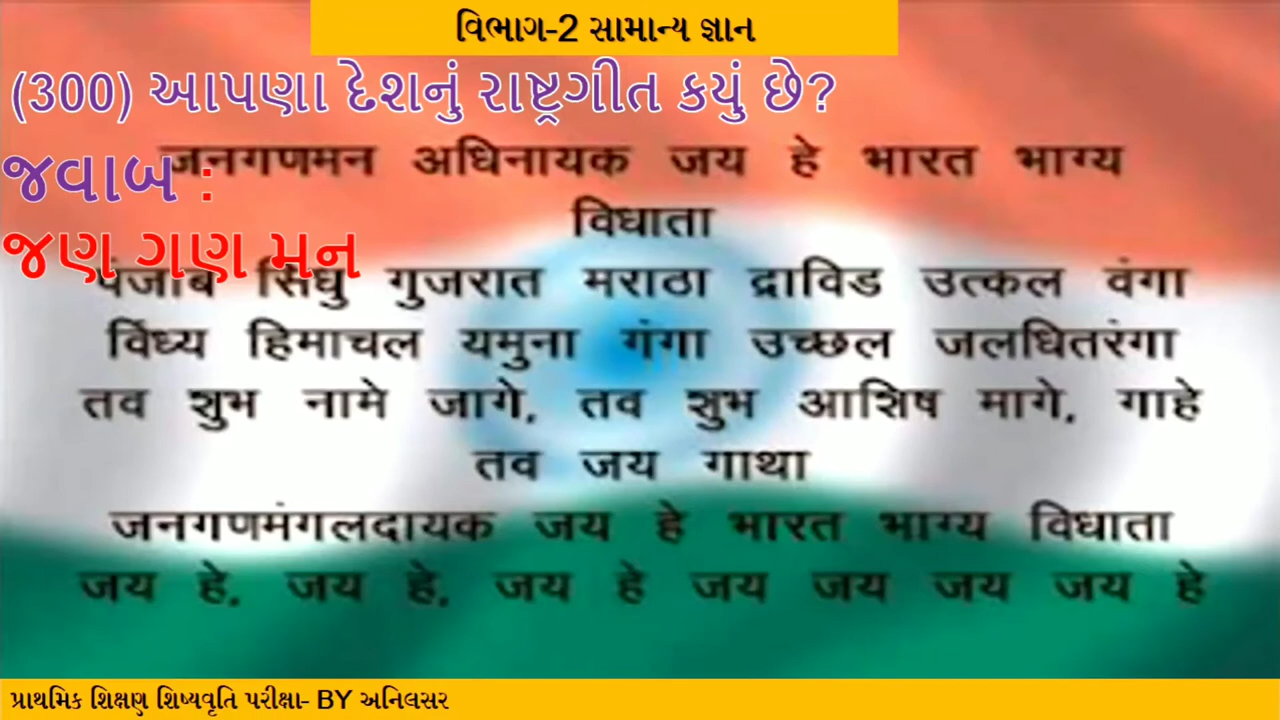 વિભાગ-2 સામાન્ય જ્ઞાન
(300) આપણા દેશનું રાષ્ટ્રગીત કયું છે?
जनगणमन अधिनायक जय हे भारत भाग्य
જવાબ :
विधाता
જણ ગણ મન
पंजाब सिंधु गुजरात मराठा द्राविड उत्कल वंगा
विंध्य हिमाचल यमुना गंगा उच्छल जलधितरंगा
तव शुभ नामे जागे, तव शुभ आशिष मागे, गाहे
तव जय गाथा
जनगणमंगलदायक जय हे भारत भाग्य विधाता
जय हे, जय हे, जय हे जय जय जय जय हे
પ્રાથમિક શિક્ષણ શિષ્યવૃતિ પરીક્ષા- BY અનિલસર